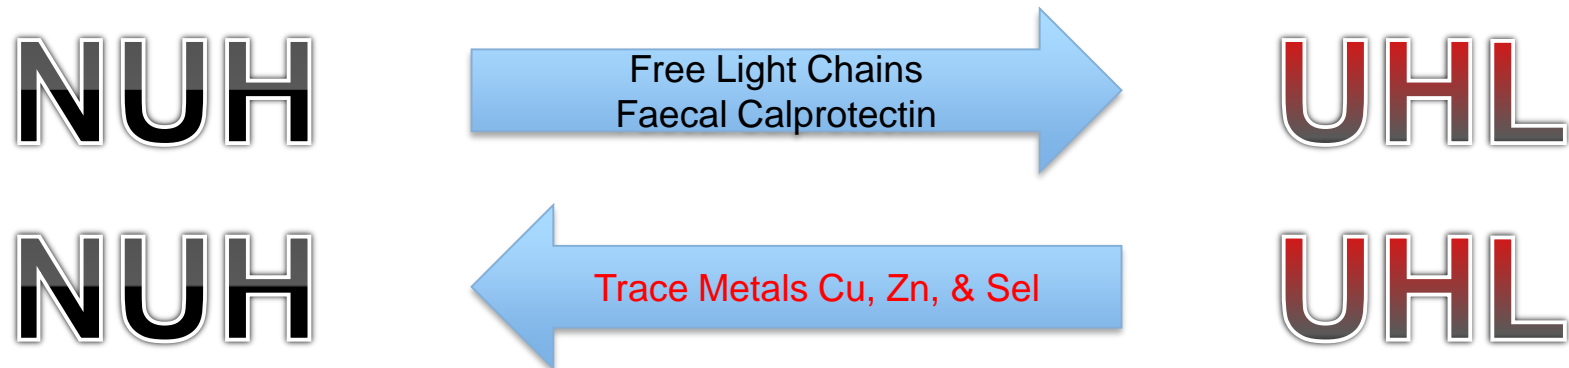 NUH
Free Light Chains
Faecal Calprotectin
UHL
NUH
Trace Metals Cu, Zn, & Sel
UHL